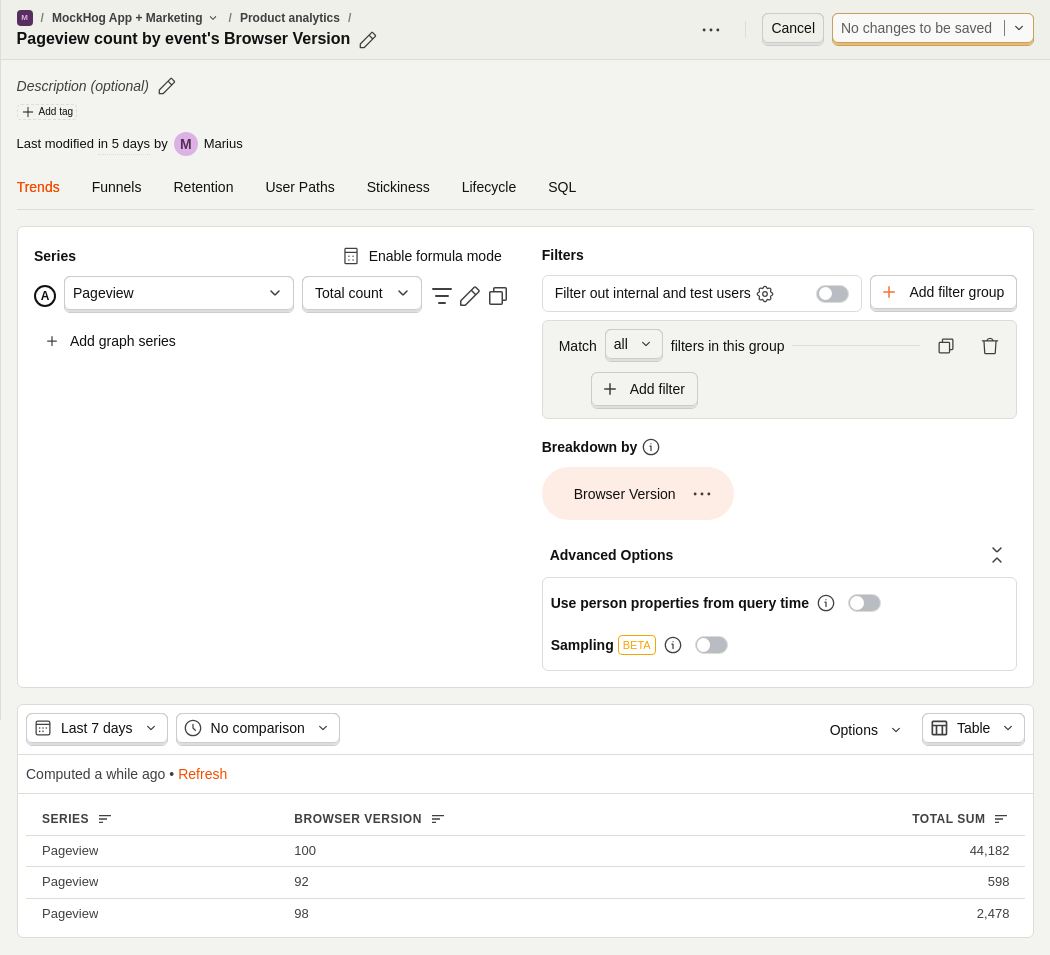 M / MockHog App + Marketing / Product analytics /
Pageview count by event's Browser Version
Cancel
No changes to be saved
Description (optional)
Add tag
Last modified in 5 days by M Marius
Trends Funnels Retention User Paths Stickiness Lifecycle SQL
Series
Enable formula mode
A Pageview Total count
Add graph series
Filters
Filter out internal and test users
Add filter group
Match all filters in this group
Add filter
Breakdown by
Browser Version
Advanced Options
Use person properties from query time
Sampling BETA
Last 7 days No comparison Options Table
Computed a while ago • Refresh
SERIES BROWSER VERSION TOTAL SUM
Pageview 100 44,182
Pageview 92 598
Pageview 98 2,478